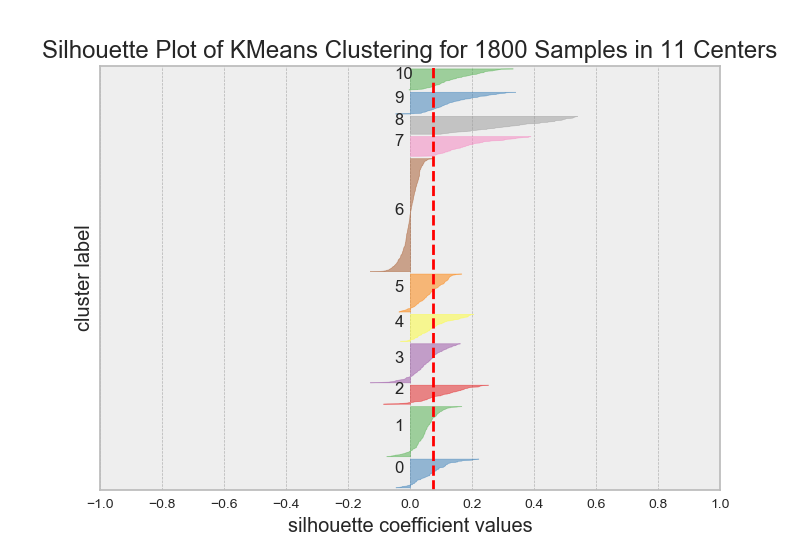 Silhouette Plot of KMeans Clustering for 1800 Samples in 11 Centers
10
9
8
7
6
5
4
3
2
1
0
cluster label
−1.0 −0.8 −0.6 −0.4 −0.2 0.0 0.2 0.4 0.6 0.8 1.0
silhouette coefficient values